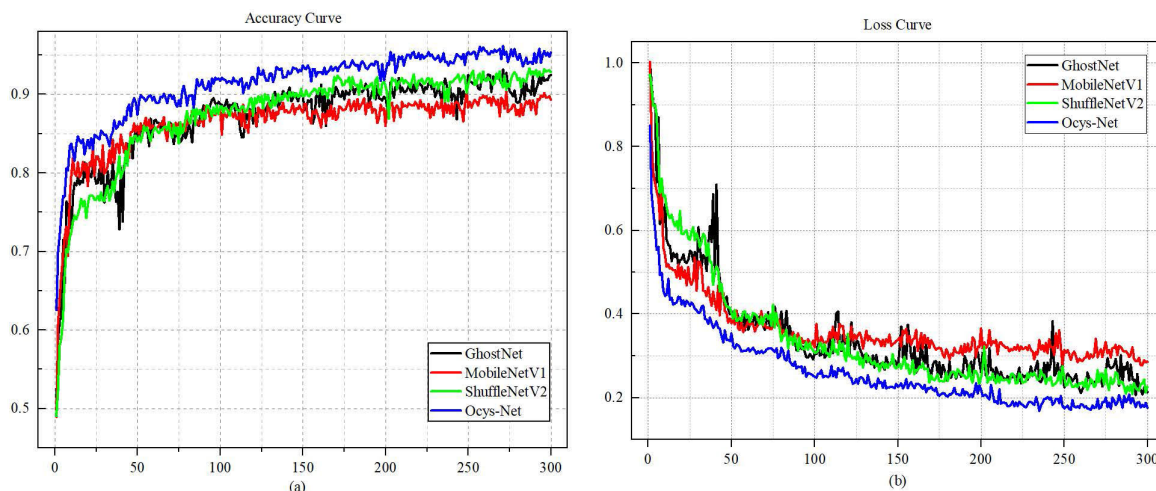 Accuracy Curve
0.9
0.8
0.7
0.6
0.5
GhostNet
MobileNetV1
ShuffleNetV2
Ocys-Net
0 50 100 150 200 250 300
(a)
Loss Curve
1.0
0.8
0.6
0.4
0.2
GhostNet
MobileNetV1
ShuffleNetV2
Ocys-Net
0 50 100 150 200 250 300
(b)